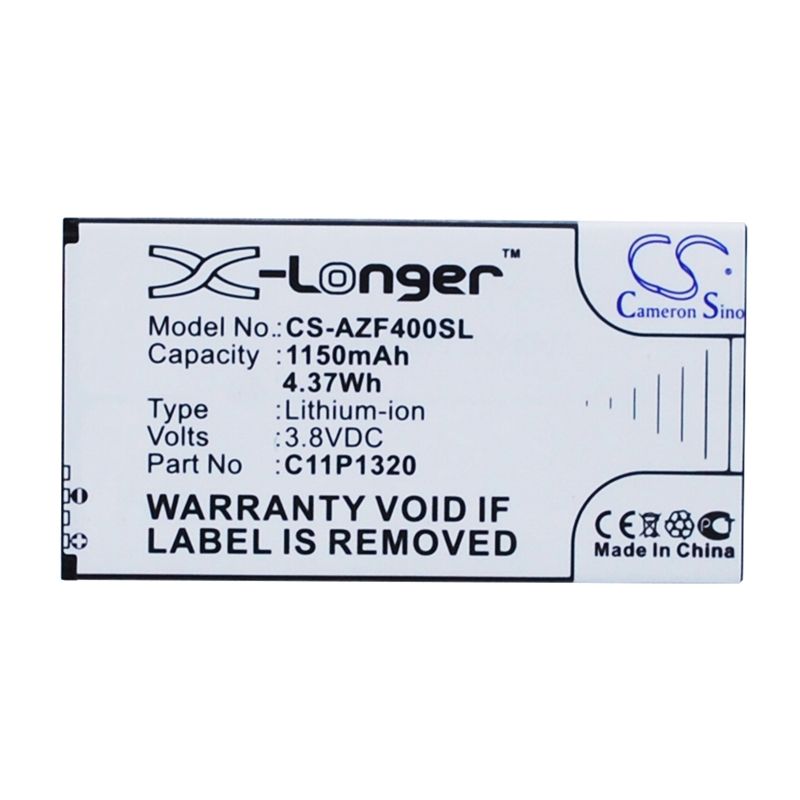 X-Longer™
CS
Cameron Sino
Model No.: CS-AZF400SL
Capacity :1150mAh
4.37Wh
Type :Lithium-ion
Volts :3.8VDC
Part No :C11P1320
WARRANTY VOID IF
LABEL IS REMOVED
CE PC
Made In China